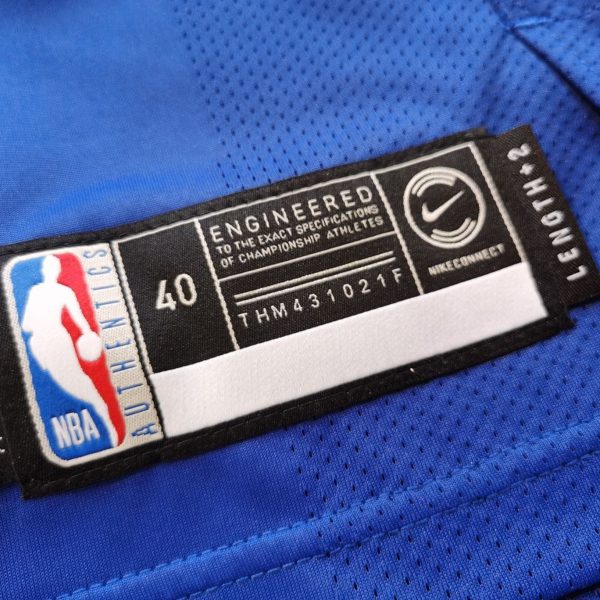 NBA
AUTHENTICS
40
ENGINEERED
TO THE EXACT SPECIFICATIONS
OF CHAMPIONSHIP ATHLETES
THM431021F
NIKECONNECT
LENGTH+2